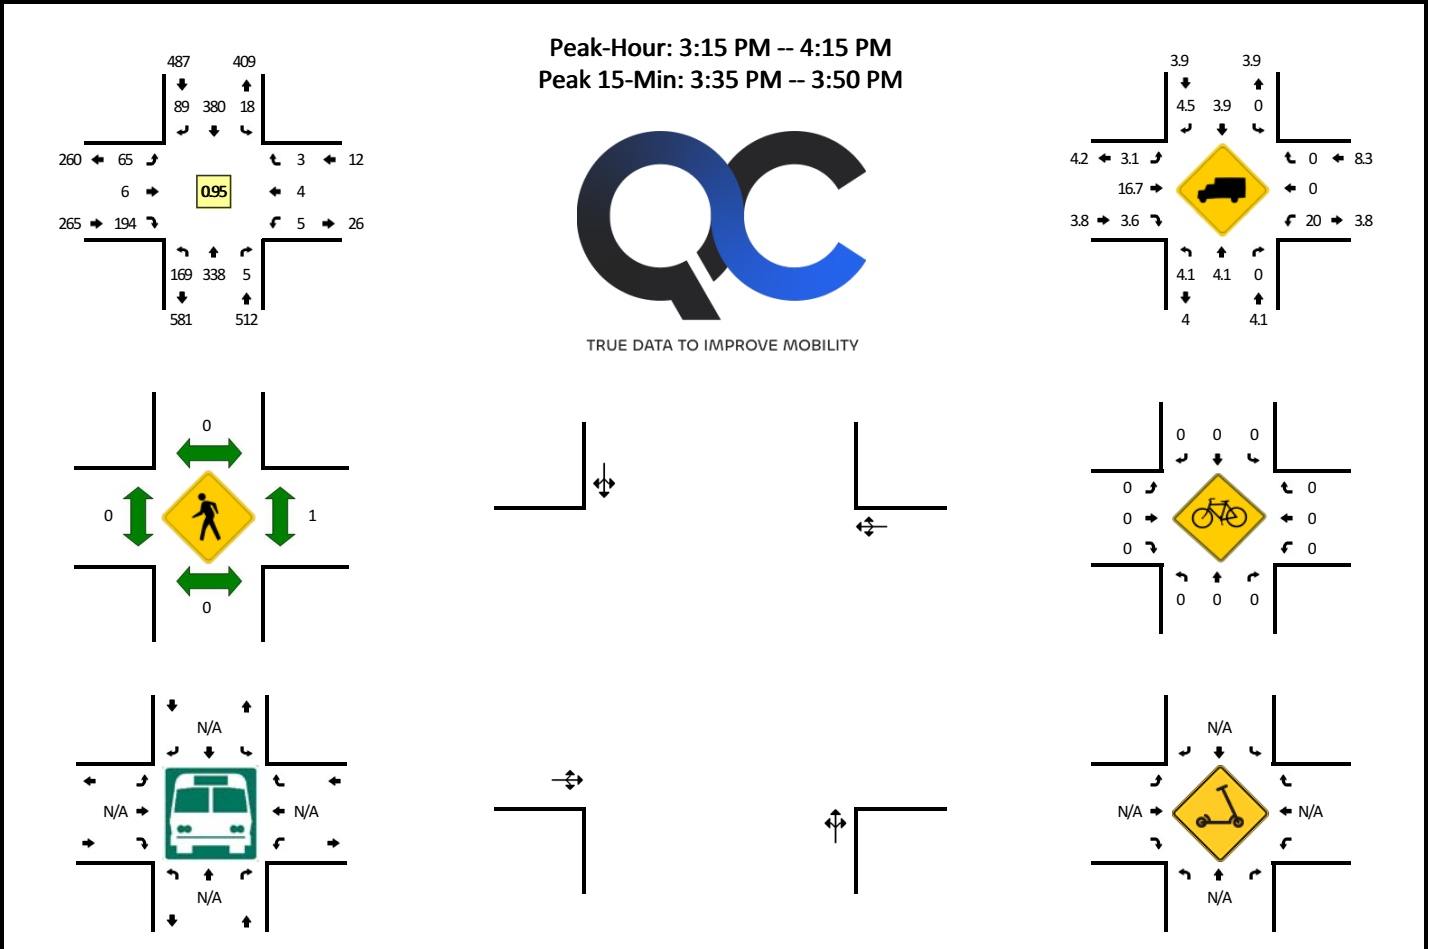 Peak-Hour: 3:15 PM -- 4:15 PM
Peak 15-Min: 3:35 PM -- 3:50 PM
487 409
89 380 18
260 65 3 12
6 0.95 4
265 194 5 26
169 338 5
581 512
3.9 3.9
4.5 3.9 0
4.2 3.1 0 8.3
16.7 0
3.8 3.6 20 3.8
4.1 4.1 0
4 4.1
QC
TRUE DATA TO IMPROVE MOBILITY
0
0 1
0
0 0 0
0 0
0 0
0 0
0 0 0
N/A
N/A N/A
N/A
N/A
N/A N/A
N/A